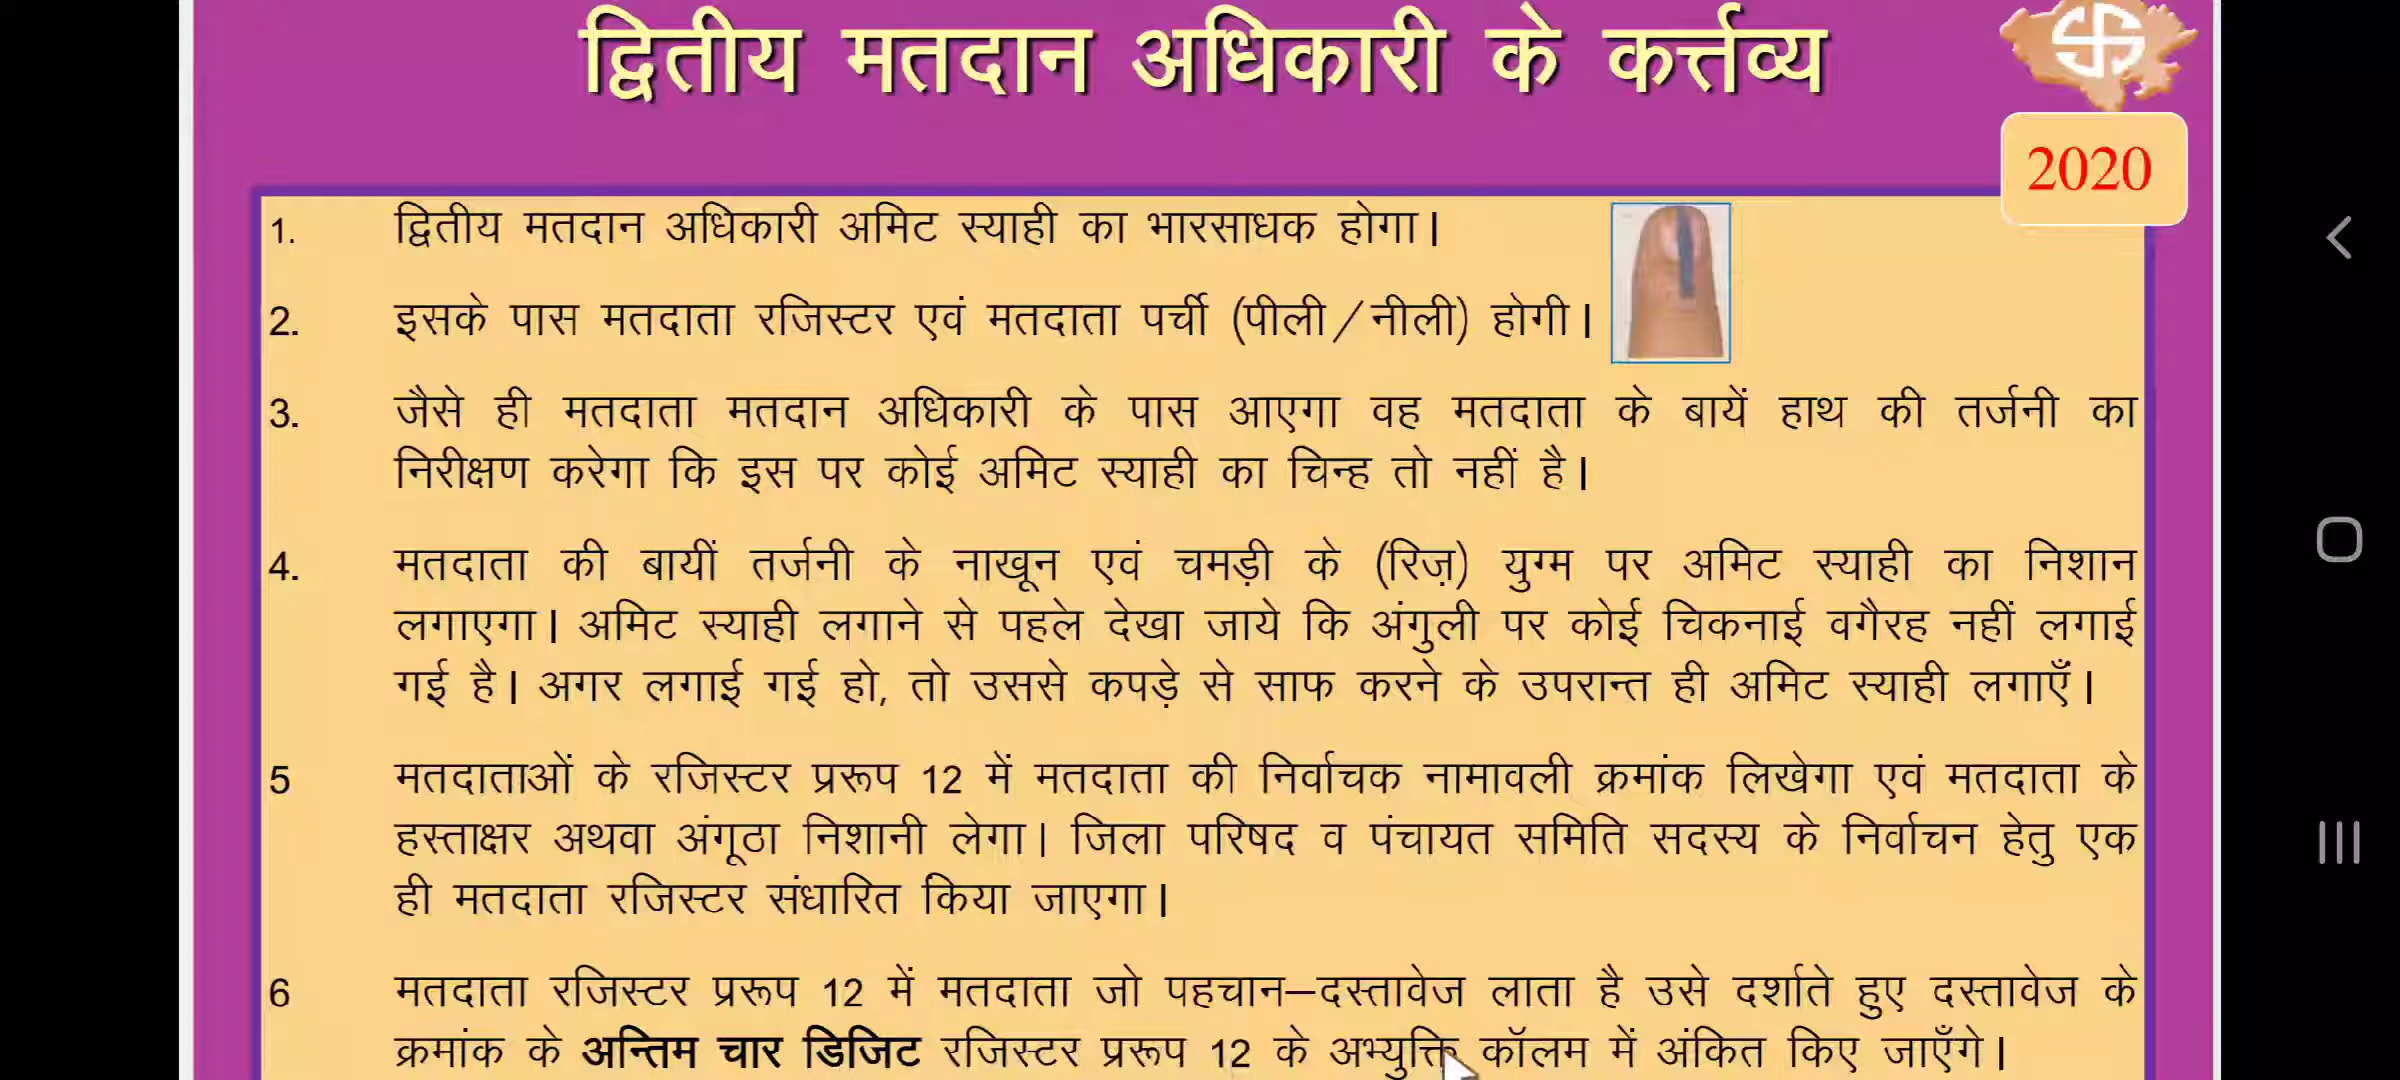 द्वितीय मतदान अधिकारी के कर्त्तव्य
2020
1. द्वितीय मतदान अधिकारी अमिट स्याही का भारसाधक होगा।
2. इसके पास मतदाता रजिस्टर एवं मतदाता पर्ची (पीली/नीली) होगी।
3. जैसे ही मतदाता मतदान अधिकारी के पास आएगा वह मतदाता के बायें हाथ की तर्जनी का
निरीक्षण करेगा कि इस पर कोई अमिट स्याही का चिन्ह तो नहीं है।
4. मतदाता की बायीं तर्जनी के नाखून एवं चमड़ी के (रिज़) युग्म पर अमिट स्याही का निशान
लगाएगा। अमिट स्याही लगाने से पहले देखा जाये कि अंगुली पर कोई चिकनाई वगैरह नहीं लगाई
गई है। अगर लगाई गई हो, तो उससे कपड़े से साफ करने के उपरान्त ही अमिट स्याही लगाएँ।
5 मतदाताओं के रजिस्टर प्ररूप 12 में मतदाता की निर्वाचक नामावली क्रमांक लिखेगा एवं मतदाता के
हस्ताक्षर अथवा अंगूठा निशानी लेगा। जिला परिषद व पंचायत समिति सदस्य के निर्वाचन हेतु एक
ही मतदाता रजिस्टर संधारित किया जाएगा।
6 मतदाता रजिस्टर प्ररूप 12 में मतदाता जो पहचान–दस्तावेज लाता है उसे दर्शाते हुए दस्तावेज के
क्रमांक के अन्तिम चार डिजिट रजिस्टर प्ररूप 12 के अभ्युक्ति कॉलम में अंकित किए जाएँगे।